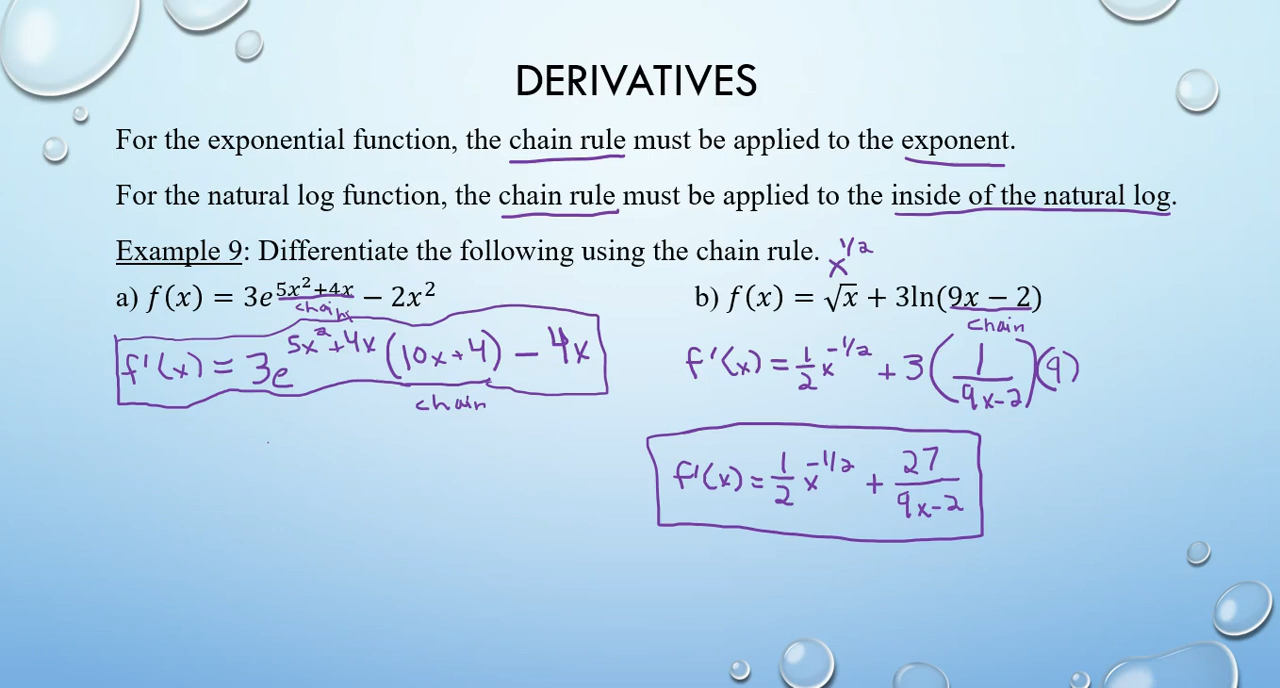 DERIVATIVES
For the exponential function, the chain rule must be applied to the exponent.
For the natural log function, the chain rule must be applied to the inside of the natural log.
Example 9: Differentiate the following using the chain rule. x^1/2
a) f(x) = 3e^(5x²+4x) − 2x²
chain
f'(x) = 3e^(5x²+4x) (10x+4) − 4x
chain
b) f(x) = √x + 3ln(9x − 2)
chain
f'(x) = 1/2 x^-1/2 + 3(1/(9x-2))(9)
f'(x) = 1/2 x^-1/2 + 27/(9x-2)